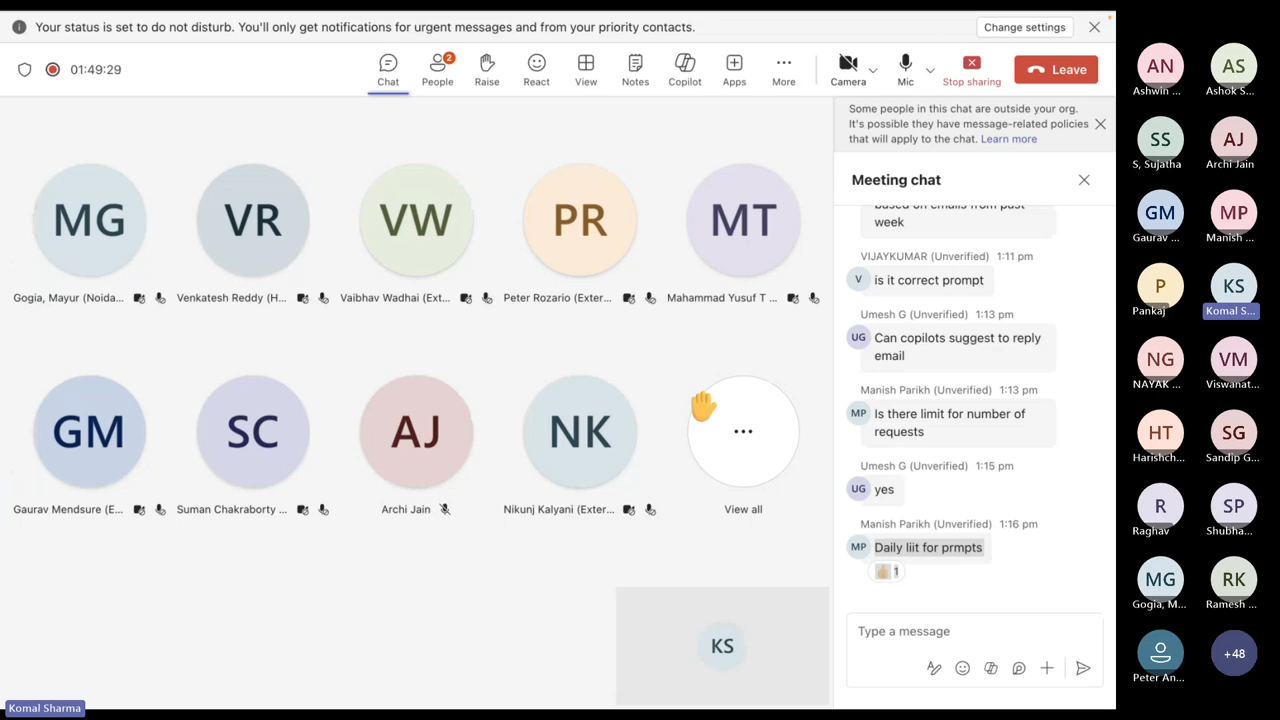 Your status is set to do not disturb. You'll only get notifications for urgent messages and from your priority contacts.
Change settings
01:49:29
Chat
2
People
Raise
React
View
Notes
Copilot
Apps
More
Camera
Mic
Stop sharing
Leave
MG
Gogia, Mayur (Noida...
VR
Venkatesh Reddy (H...
VW
Vaibhav Wadhai (Ext...
PR
Peter Rozario (Exter...
MT
Mahammad Yusuf T ...
GM
Gaurav Mendsure (E...
SC
Suman Chakraborty ...
AJ
Archi Jain
NK
Nikunj Kalyani (Exter...
...
View all
KS
Komal Sharma
Some people in this chat are outside your org.
It's possible they have message-related policies
that will apply to the chat. Learn more
Meeting chat
based on emails from past
week
VIJAYKUMAR (Unverified) 1:11 pm
V
is it correct prompt
Umesh G (Unverified) 1:13 pm
UG
Can copilots suggest to reply
email
Manish Parikh (Unverified) 1:13 pm
MP
Is there limit for number of
requests
Umesh G (Unverified) 1:15 pm
UG
yes
Manish Parikh (Unverified) 1:16 pm
MP
Daily liit for prmpts
1
Type a message
AN
Ashwin ...
AS
Ashok S...
SS
S, Sujatha
AJ
Archi Jain
GM
Gaurav ...
MP
Manish ...
P
Pankaj
KS
Komal S...
NG
NAYAK ...
VM
Viswanat...
HT
Harishch...
SG
Sandip G...
R
Raghav
SP
Shubha...
MG
Gogia, M...
RK
Ramesh ...
Peter An...
+48